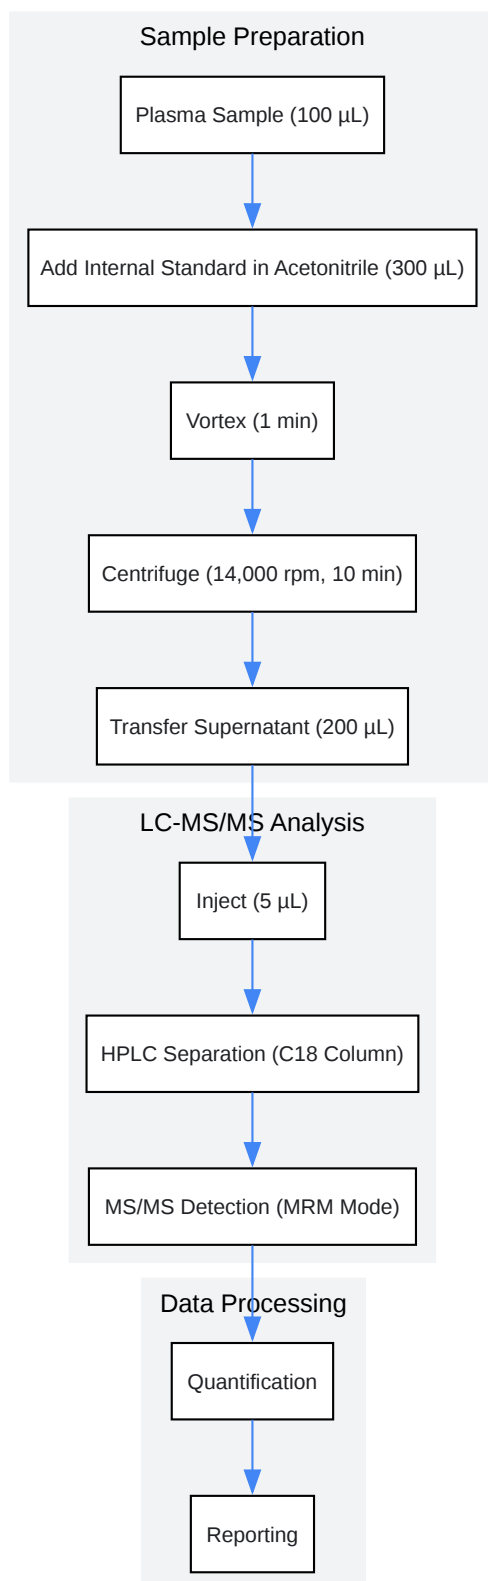 Sample Preparation
Plasma Sample (100 µL)
Add Internal Standard in Acetonitrile (300 µL)
Vortex (1 min)
Centrifuge (14,000 rpm, 10 min)
Transfer Supernatant (200 µL)
LC-MS/MS Analysis
Inject (5 µL)
HPLC Separation (C18 Column)
MS/MS Detection (MRM Mode)
Data Processing
Quantification
Reporting